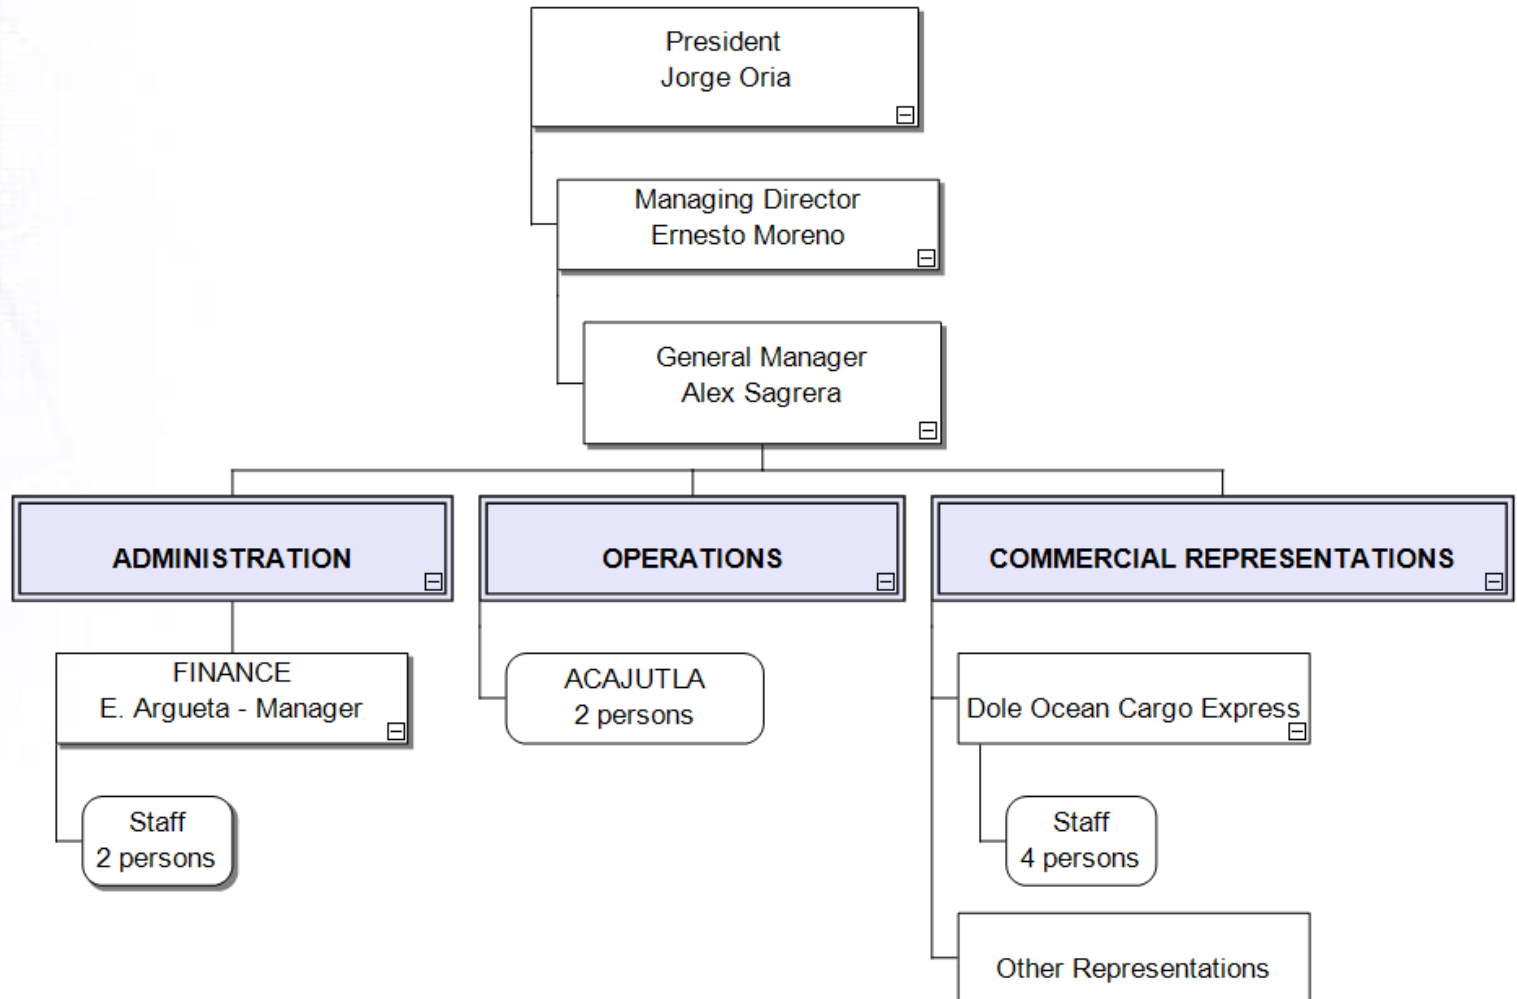 President
Jorge Oria
Managing Director
Ernesto Moreno
General Manager
Alex Sagrera
ADMINISTRATION
OPERATIONS
COMMERCIAL REPRESENTATIONS
FINANCE
E. Argueta - Manager
ACAJUTLA
2 persons
Dole Ocean Cargo Express
Staff
2 persons
Staff
4 persons
Other Representations